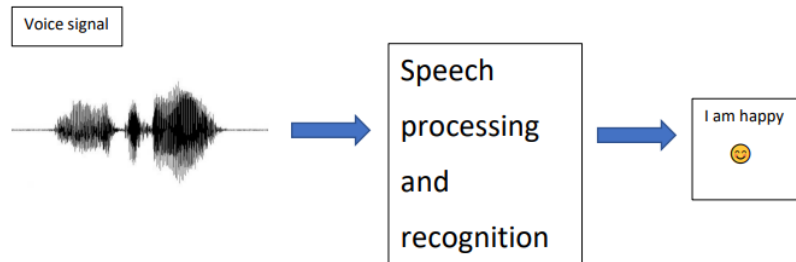 Voice signal
Speech
processing
and
recognition
I am happy
😊